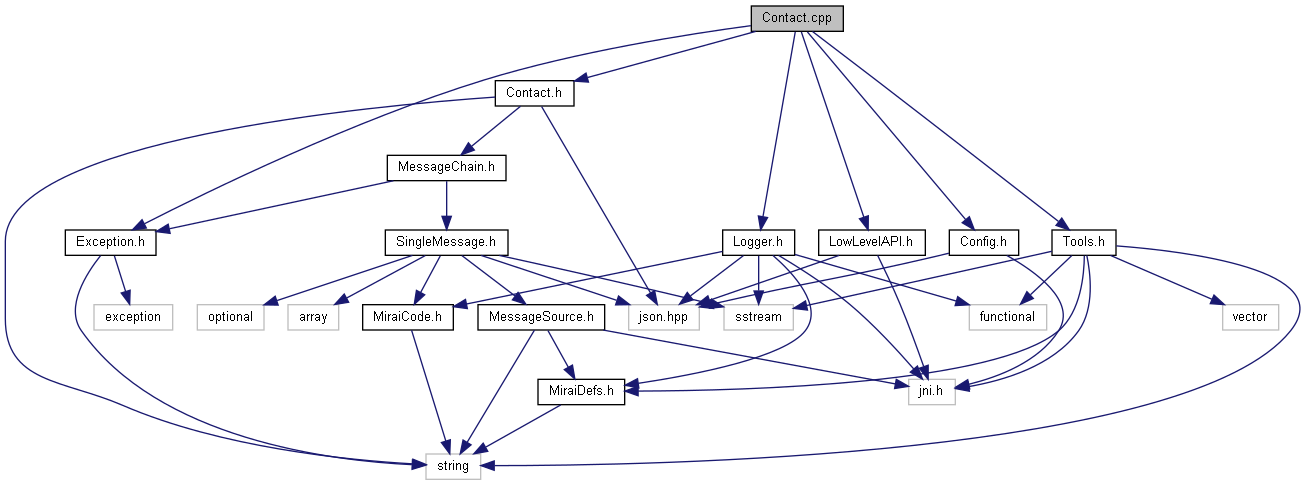 Contact.cpp
Contact.h
MessageChain.h
Exception.h
SingleMessage.h
Logger.h
LowLevelAPI.h
Config.h
Tools.h
exception
optional
array
MiraiCode.h
MessageSource.h
json.hpp
sstream
functional
vector
MiraiDefs.h
jni.h
string